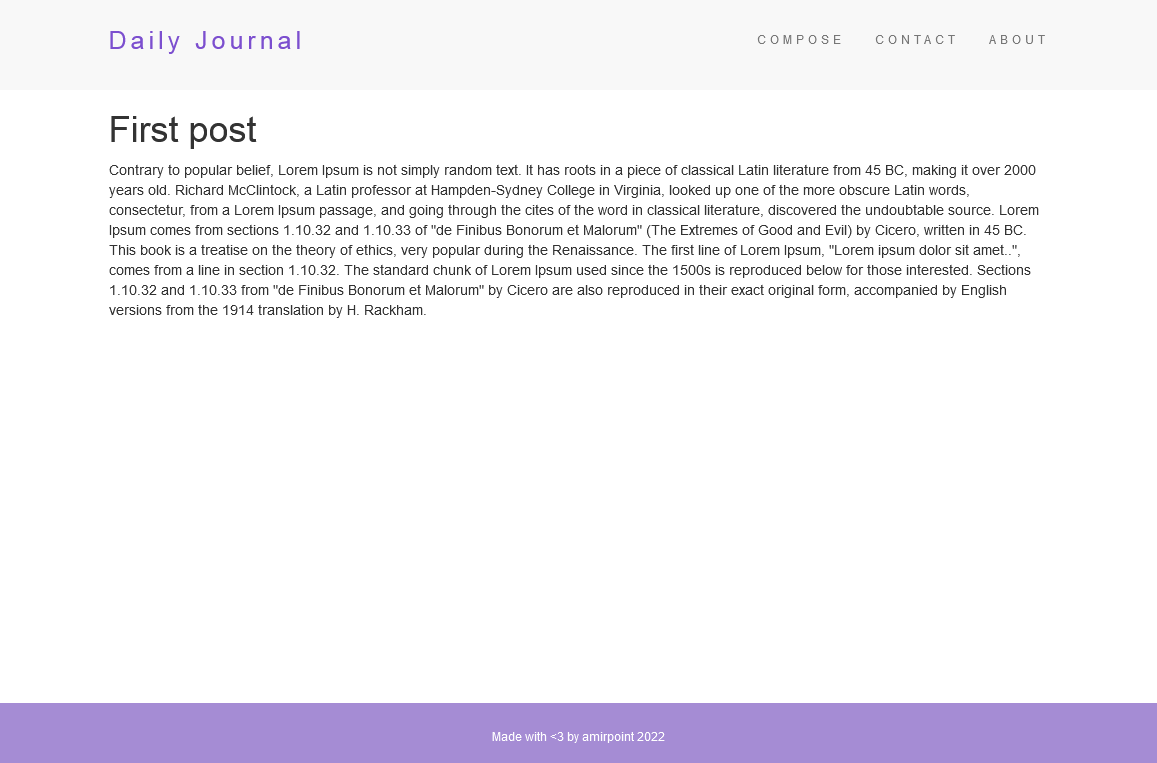 Daily Journal
COMPOSE CONTACT ABOUT
First post
Contrary to popular belief, Lorem Ipsum is not simply random text. It has roots in a piece of classical Latin literature from 45 BC, making it over 2000
years old. Richard McClintock, a Latin professor at Hampden-Sydney College in Virginia, looked up one of the more obscure Latin words,
consectetur, from a Lorem Ipsum passage, and going through the cites of the word in classical literature, discovered the undoubtable source. Lorem
Ipsum comes from sections 1.10.32 and 1.10.33 of "de Finibus Bonorum et Malorum" (The Extremes of Good and Evil) by Cicero, written in 45 BC.
This book is a treatise on the theory of ethics, very popular during the Renaissance. The first line of Lorem Ipsum, "Lorem ipsum dolor sit amet..",
comes from a line in section 1.10.32. The standard chunk of Lorem Ipsum used since the 1500s is reproduced below for those interested. Sections
1.10.32 and 1.10.33 from "de Finibus Bonorum et Malorum" by Cicero are also reproduced in their exact original form, accompanied by English
versions from the 1914 translation by H. Rackham.
Made with <3 by amirpoint 2022